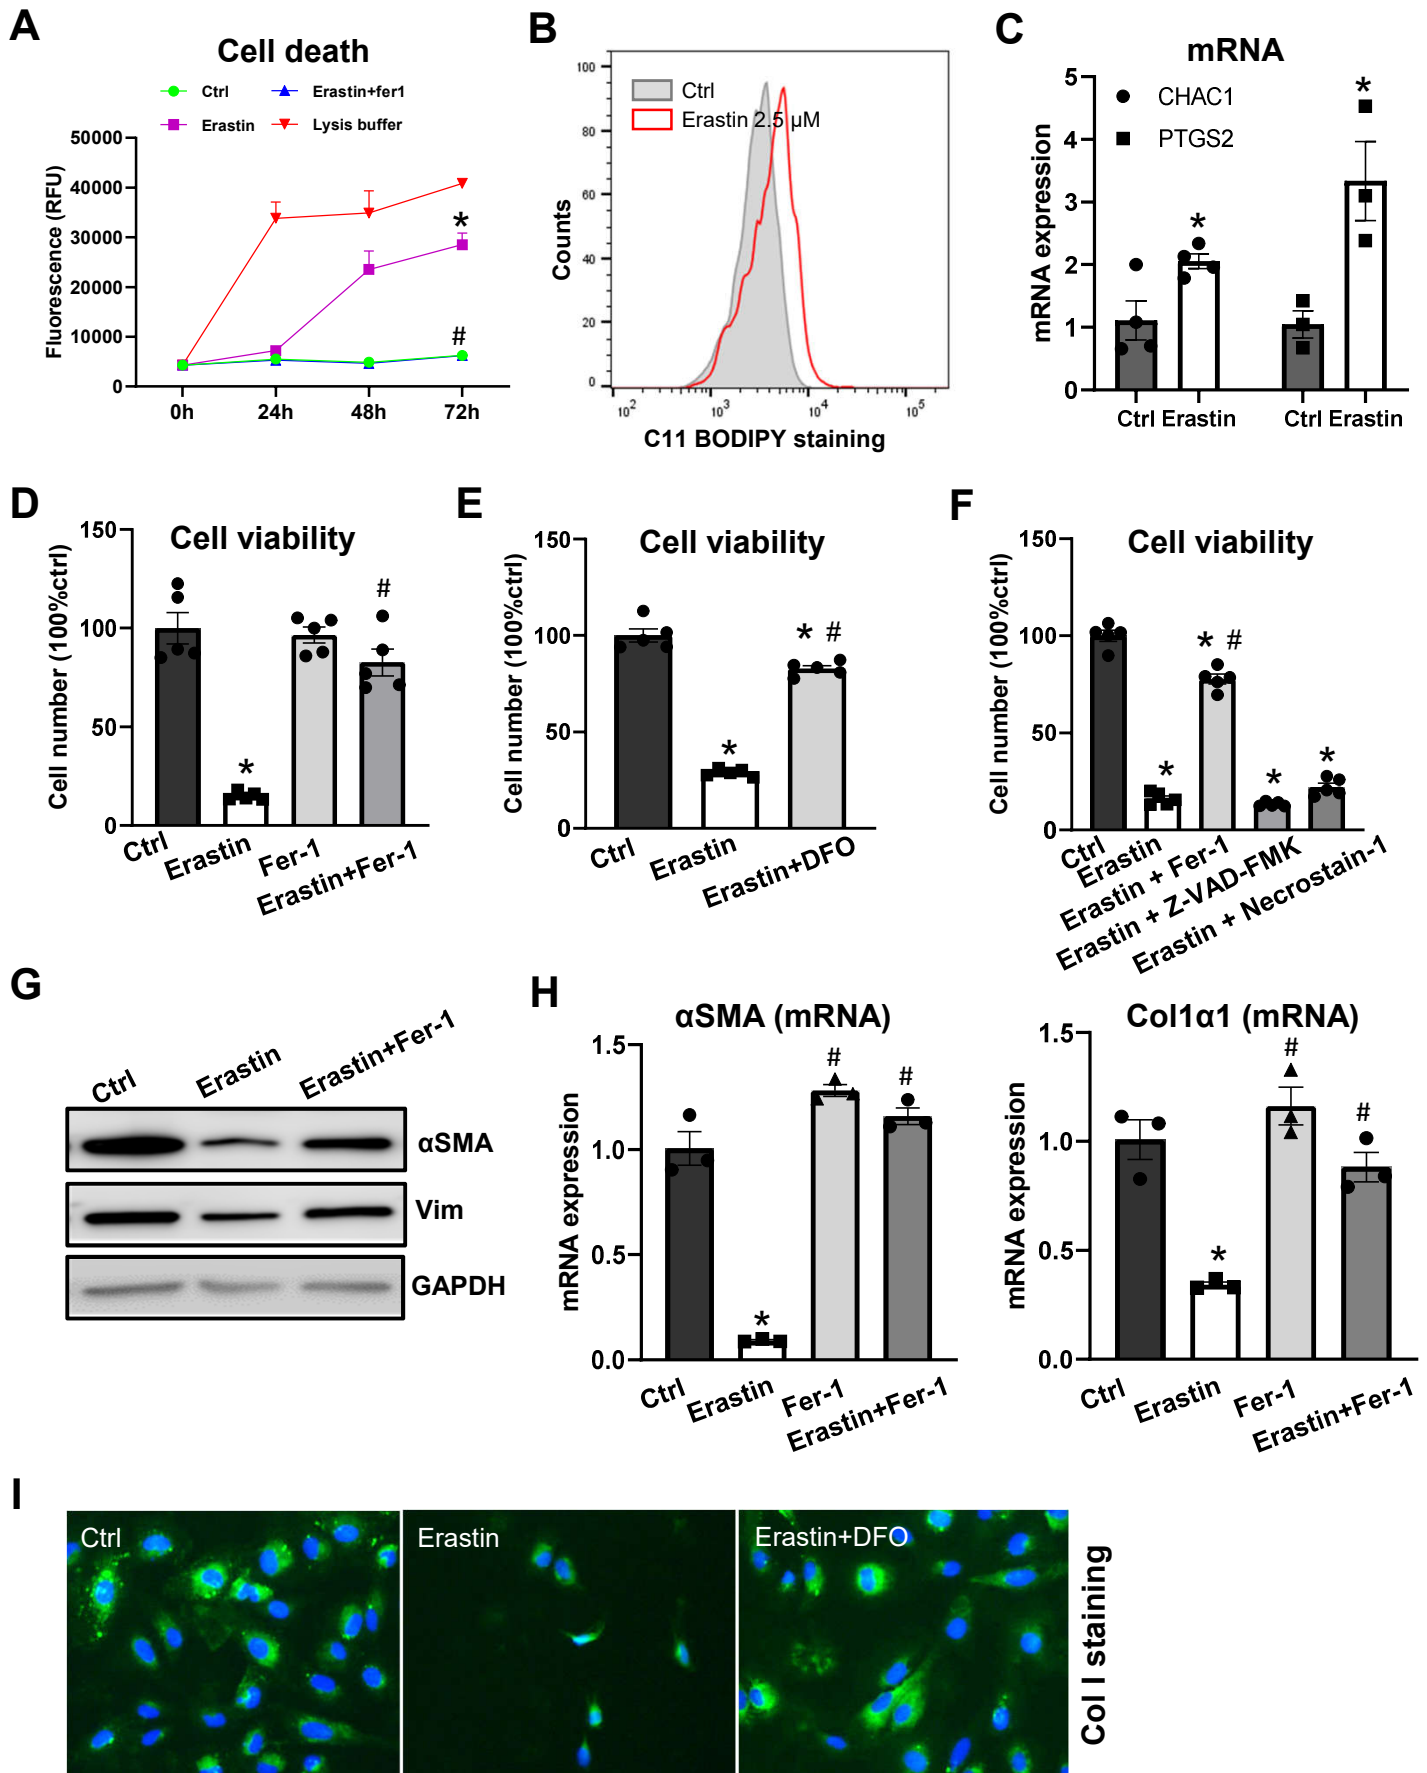 A
Cell death
Ctrl
Erastin+fer1
Erastin
Lysis buffer
50000
40000
30000
20000
10000
0
Fluorescence (RFU)
*
#
0h 24h 48h 72h
B
Ctrl
Erastin 2.5 μM
100
80
60
40
20
0
Counts
10² 10³ 10⁴ 10⁵
C11 BODIPY staining
C
mRNA
CHAC1
PTGS2
5
4
3
2
1
0
mRNA expression
* *
Ctrl Erastin Ctrl Erastin
D
Cell viability
150
100
50
0
Cell number (100%ctrl)
* #
Ctrl
Erastin
Fer-1
Erastin+Fer-1
E
Cell viability
150
100
50
0
Cell number (100%ctrl)
* * #
Ctrl
Erastin
Erastin+DFO
F
Cell viability
150
100
50
0
Cell number (100%ctrl)
* * # * *
Ctrl
Erastin
Erastin + Fer-1
Erastin + Z-VAD-FMK
Erastin + Necrostain-1
G
Ctrl
Erastin
Erastin+Fer-1
αSMA
Vim
GAPDH
H
αSMA (mRNA)
1.5
1.0
0.5
0.0
mRNA expression
* # #
Ctrl
Erastin
Fer-1
Erastin+Fer-1
Col1α1 (mRNA)
1.5
1.0
0.5
0.0
mRNA expression
* # #
Ctrl
Erastin
Fer-1
Erastin+Fer-1
I
Ctrl
Erastin
Erastin+DFO
Col I staining